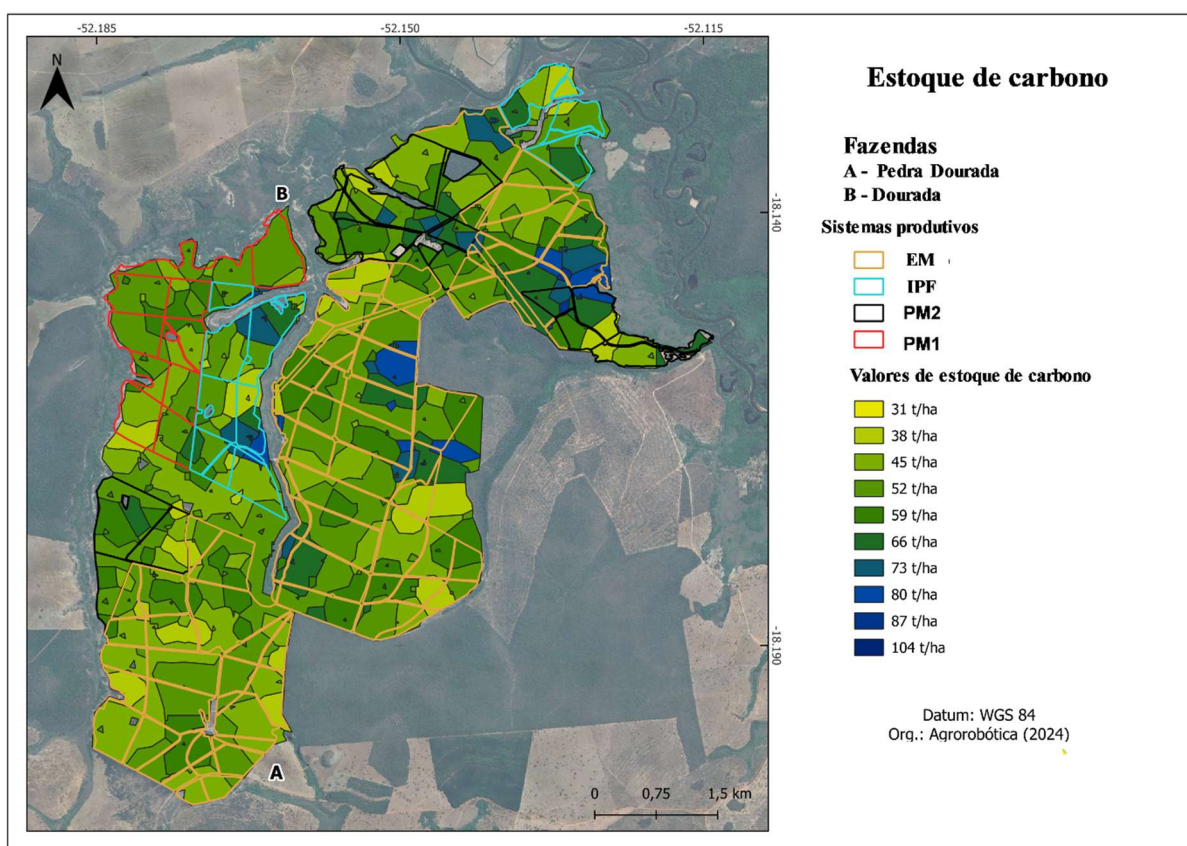 -52.185
-52.150
-52.115
N
-18.140
-18.190
B
A
0 0,75 1,5 km
Estoque de carbono
Fazendas
A - Pedra Dourada
B - Dourada
Sistemas produtivos
EM
IPF
PM2
PM1
Valores de estoque de carbono
31 t/ha
38 t/ha
45 t/ha
52 t/ha
59 t/ha
66 t/ha
73 t/ha
80 t/ha
87 t/ha
104 t/ha
Datum: WGS 84
Org.: Agrorobótica (2024)